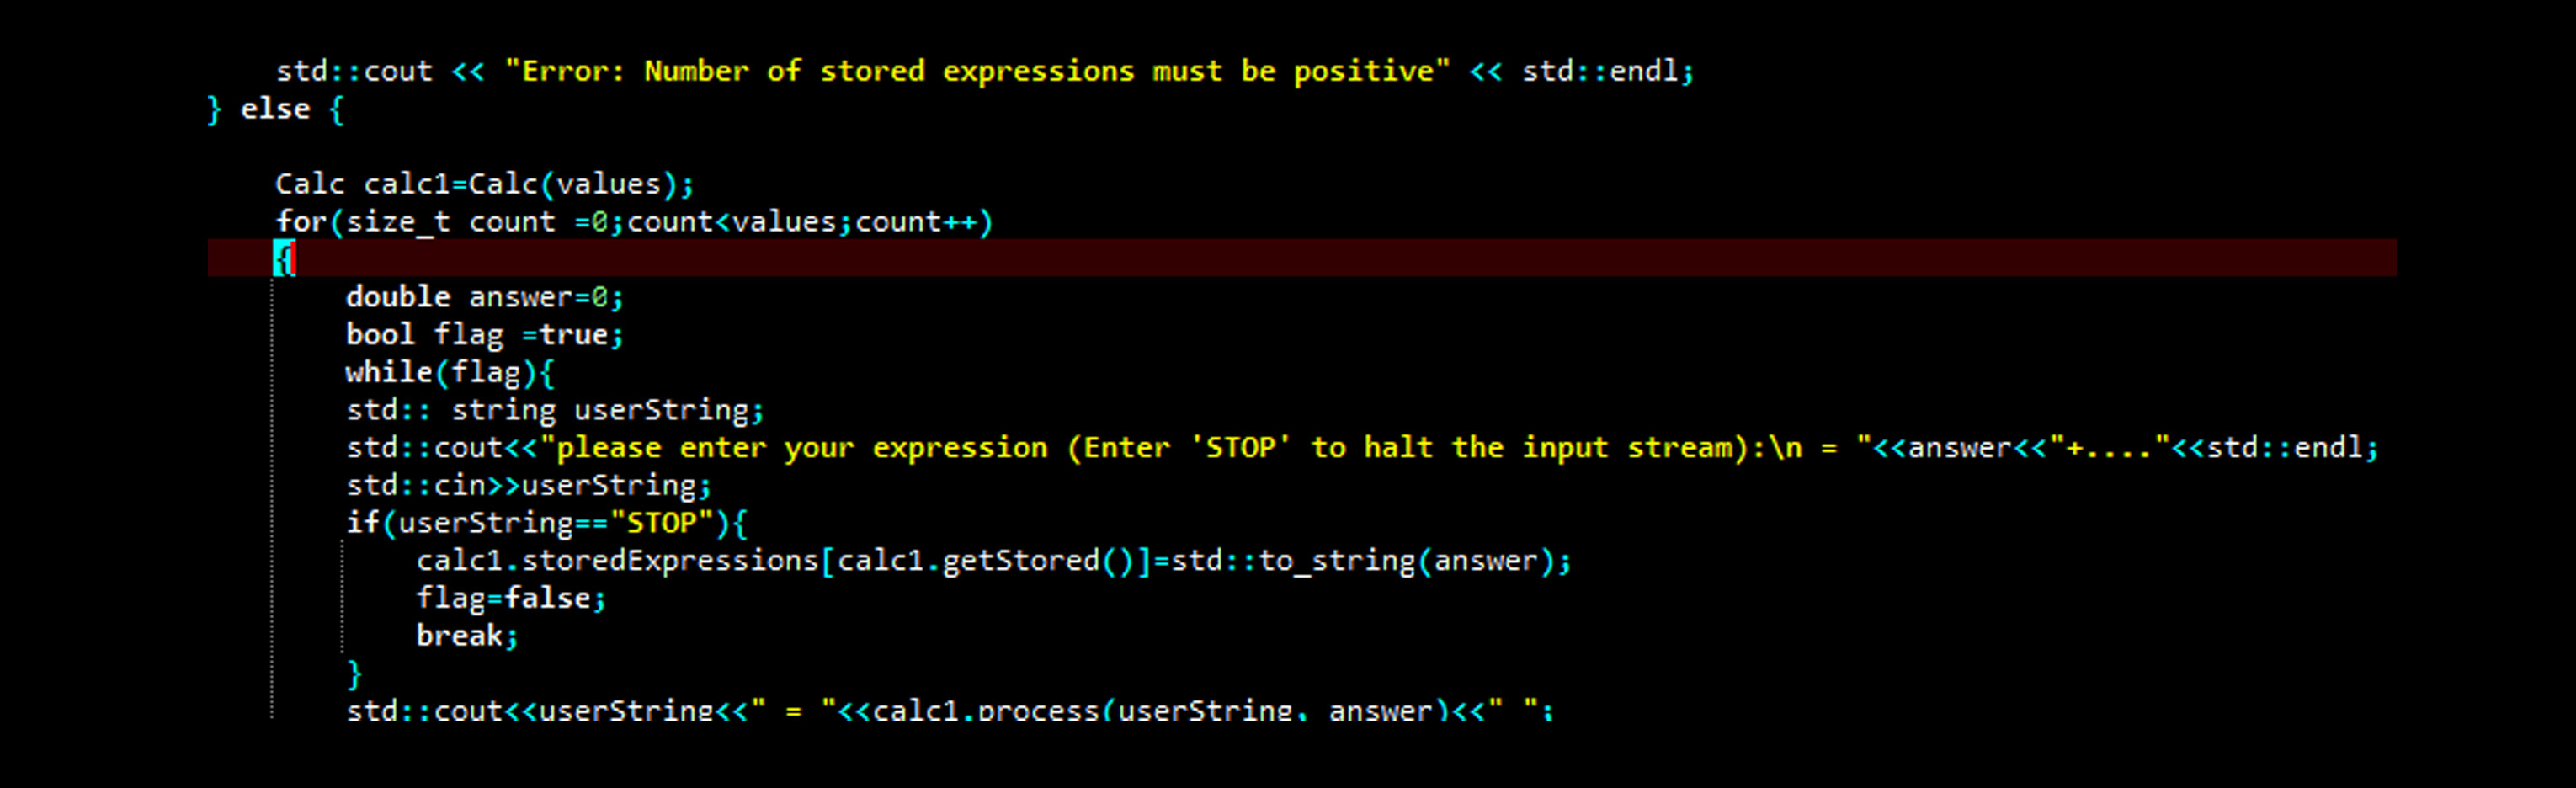 std::cout << "Error: Number of stored expressions must be positive" << std::endl;
} else {
Calc calc1=Calc(values);
for(size_t count =0;count<values;count++)
{
double answer=0;
bool flag =true;
while(flag){
std:: string userString;
std::cout<<"please enter your expression (Enter 'STOP' to halt the input stream):\n = "<<answer<<"+...."<<std::endl;
std::cin>>userString;
if(userString=="STOP"){
calc1.storedExpressions[calc1.getStored()]=std::to_string(answer);
flag=false;
break;
}
std::cout<<userString<<" = "<<calc1.process(userString, answer)<<" ";